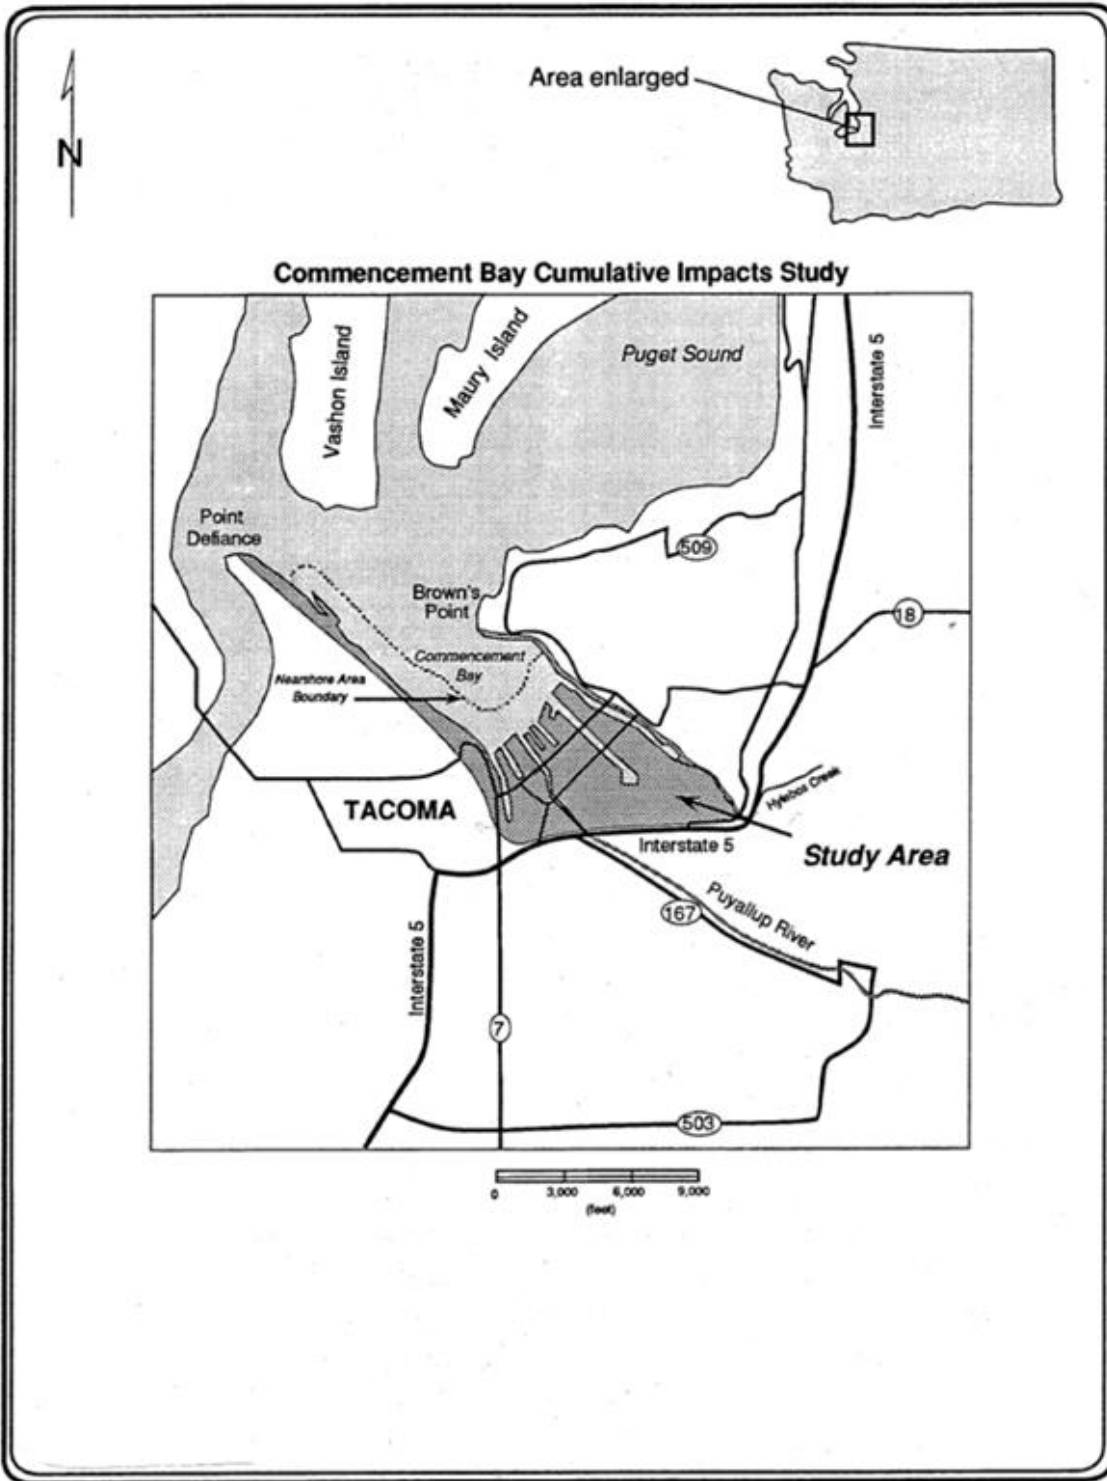 Area enlarged
N
Commencement Bay Cumulative Impacts Study
Vashon Island
Maury Island
Puget Sound
Interstate 5
Point
Defiance
509
Brown's
Point
18
Commencement
Bay
Nearshore Area
Boundary
Hylebos Creek
TACOMA
Interstate 5
Study Area
Puyallup River
167
Interstate 5
7
503
0 3,000 6,000 9,000
(feet)